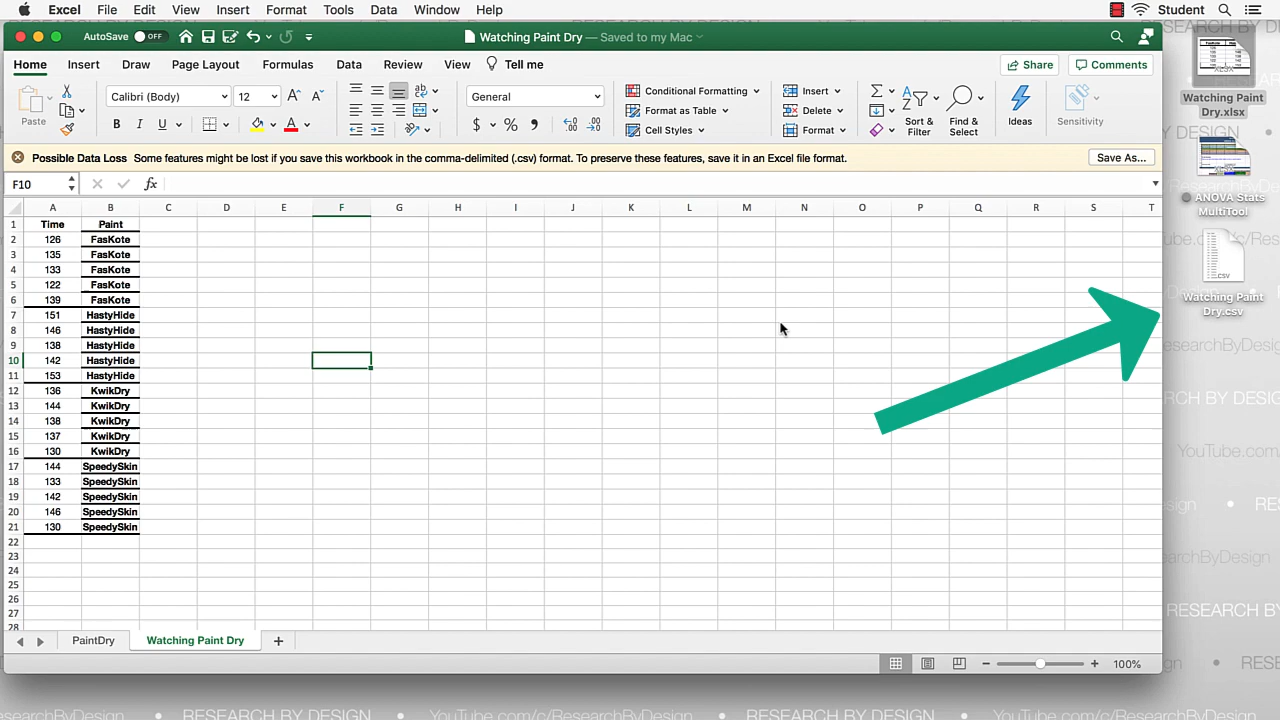 Excel File Edit View Insert Format Tools Data Window Help Student
AutoSave OFF Watching Paint Dry — Saved to my Mac
Home Insert Draw Page Layout Formulas Data Review View Tell me Share Comments
Paste
Calibri (Body) 12
B I U A
General
$ % ,
Conditional Formatting
Format as Table
Cell Styles
Insert
Delete
Format
Sort & Filter
Find & Select
Ideas
Sensitivity
Possible Data Loss Some features might be lost if you save this workbook in the comma-delimited format. To preserve these features, save it in an Excel file format. Save As...
F10 fx
A B C D E F G H J K L M N O P Q R S T
1 Time Paint
2 126 FasKote
3 135 FasKote
4 133 FasKote
5 122 FasKote
6 139 FasKote
7 151 HastyHide
8 146 HastyHide
9 138 HastyHide
10 142 HastyHide
11 153 HastyHide
12 136 KwikDry
13 144 KwikDry
14 138 KwikDry
15 137 KwikDry
16 130 KwikDry
17 144 SpeedySkin
18 133 SpeedySkin
19 142 SpeedySkin
20 146 SpeedySkin
21 130 SpeedySkin
22
23
24
25
26
27
28
PaintDry Watching Paint Dry +
100%
XLSX
Watching Paint
Dry.xlsx
XLSX
ANOVA Stats
MultiTool
CSV
Watching Paint
Dry.csv
RESEARCH BY DESIGN • YouTube.com/c/ResearchByDesign • RESEARCH BY DESIGN • YouTube.com/c/ResearchByDesign